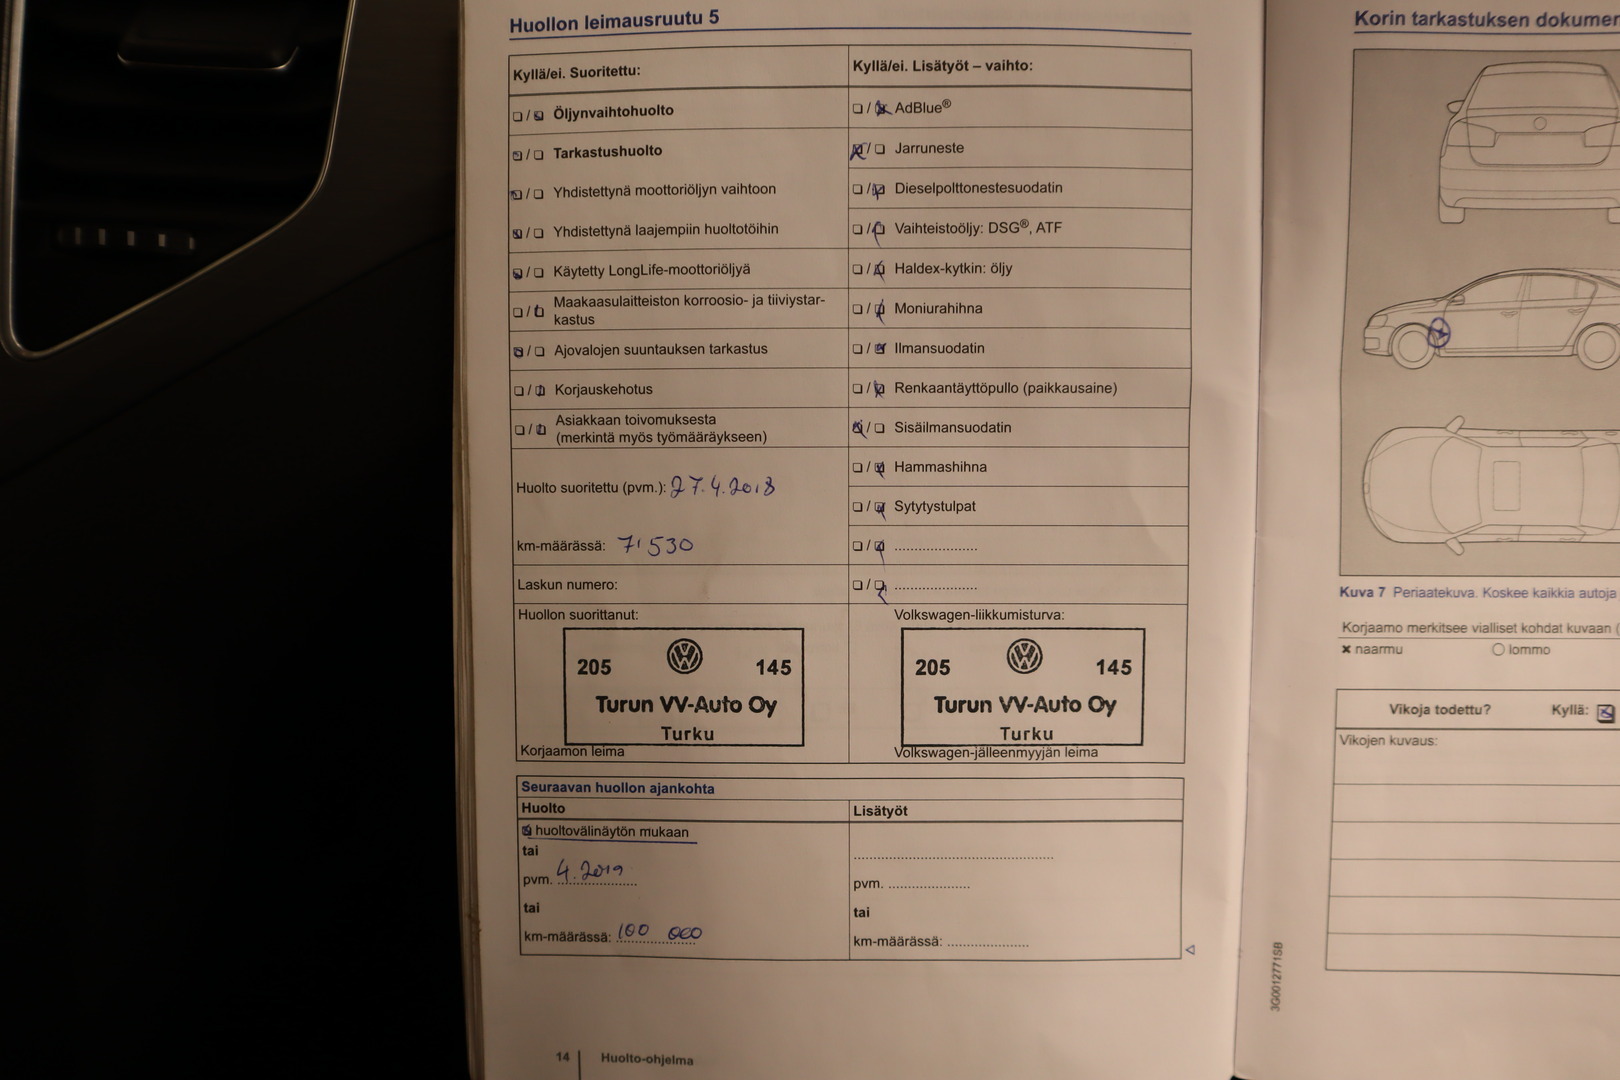 Huollon leimausruutu 5
Kyllä/ei. Suoritettu:
Öljynvaihtohuolto
Tarkastushuolto
Yhdistettynä moottoriöljyn vaihtoon
Yhdistettynä laajempiin huoltotöihin
Käytetty LongLife-moottoriöljyä
Maakaasulaitteiston korroosio- ja tiiviystar-
kastus
Ajovalojen suuntauksen tarkastus
Korjauskehotus
Asiakkaan toivomuksesta
(merkintä myös työmääräykseen)
Huolto suoritettu (pvm.): 27.4.2018
km-määrässä: 71 530
Laskun numero:
Huollon suorittanut:
205 145
Turun VV-Auto Oy
Turku
Korjaamon leima
Kyllä/ei. Lisätyöt – vaihto:
AdBlue®
Jarruneste
Dieselpolttonestesuodatin
Vaihteistoöljy: DSG®, ATF
Haldex-kytkin: öljy
Moniurahihna
Ilmansuodatin
Renkaantäyttöpullo (paikkausaine)
Sisäilmansuodatin
Hammashihna
Sytytystulpat
Volkswagen-liikkumisturva:
205 145
Turun VV-Auto Oy
Turku
Volkswagen-jälleenmyyjän leima
Seuraavan huollon ajankohta
Huolto
huoltovälinäytön mukaan
tai
pvm. 4.2019
tai
km-määrässä: 100 000
Lisätyöt
pvm.
tai
km-määrässä:
14 Huolto-ohjelma
Korin tarkastuksen dokumen
Kuva 7 Periaatekuva. Koskee kaikkia autoja
Korjaamo merkitsee vialliset kohdat kuvaan (
× naarmu
○ lommo
Vikoja todettu? Kyllä:
Vikojen kuvaus:
3G0012771SB